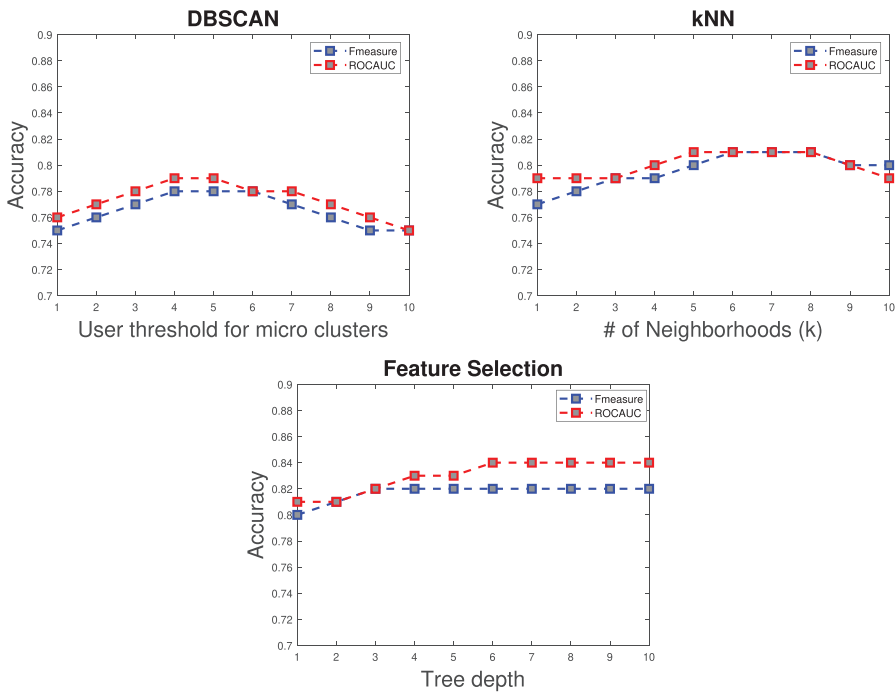 DBSCAN
0.9
0.88
0.86
0.84
0.82
0.8
0.78
0.76
0.74
0.72
0.7
Accuracy
Fmeasure
ROCAUC
1 2 3 4 5 6 7 8 9 10
User threshold for micro clusters
kNN
0.9
0.88
0.86
0.84
0.82
0.8
0.78
0.76
0.74
0.72
0.7
Accuracy
Fmeasure
ROCAUC
1 2 3 4 5 6 7 8 9 10
# of Neighborhoods (k)
Feature Selection
0.9
0.88
0.86
0.84
0.82
0.8
0.78
0.76
0.74
0.72
0.7
Accuracy
Fmeasure
ROCAUC
1 2 3 4 5 6 7 8 9 10
Tree depth